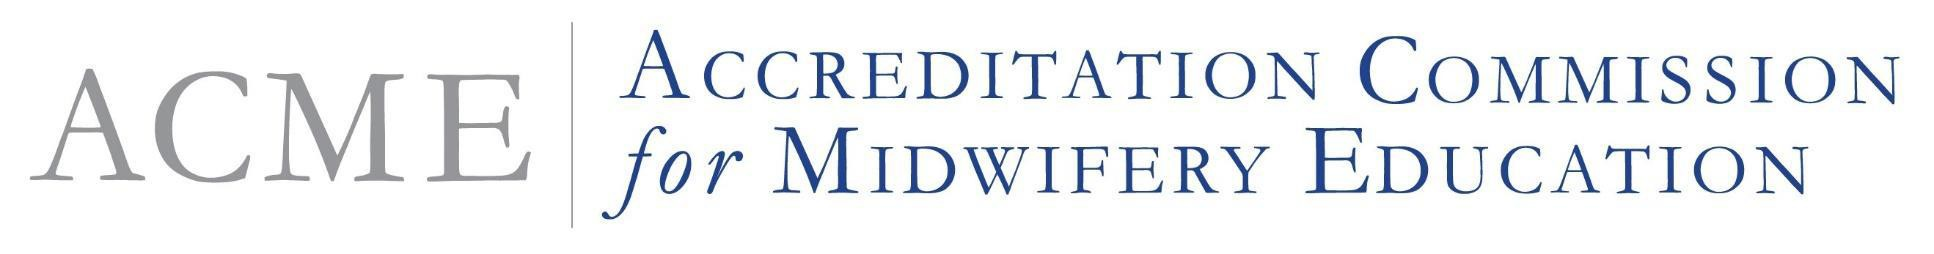 ACME
ACCREDITATION COMMISSION
for MIDWIFERY EDUCATION